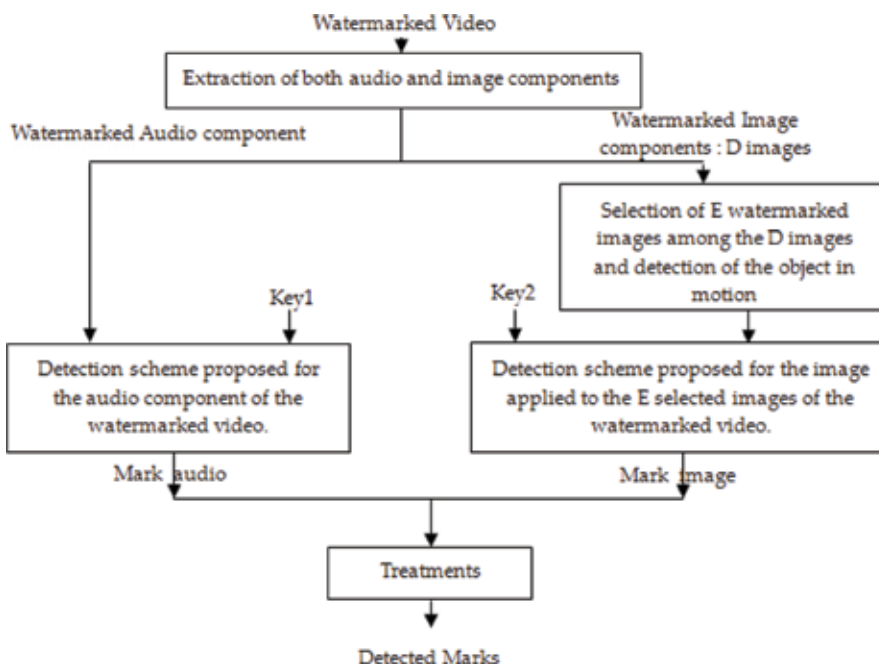 Watermarked Video
Extraction of both audio and image components
Watermarked Audio component
Watermarked Image
components : D images
Selection of E watermarked
images among the D images
and detection of the object in
motion
Key1
Key2
Detection scheme proposed for
the audio component of the
watermarked video.
Detection scheme proposed for the image
applied to the E selected images of the
watermarked video.
Mark audio
Mark image
Treatments
Detected Marks